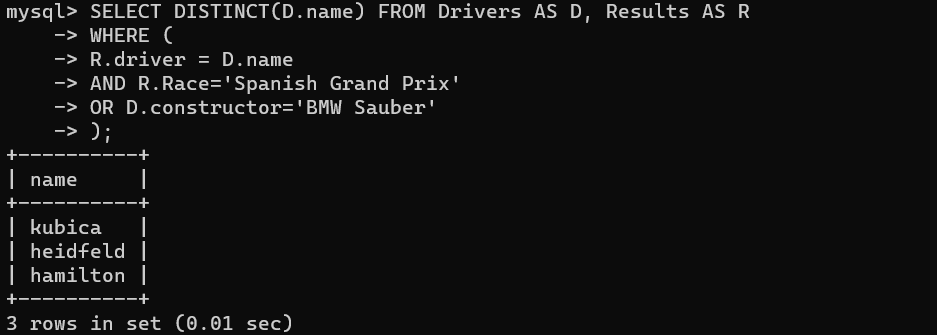 mysql> SELECT DISTINCT(D.name) FROM Drivers AS D, Results AS R
    -> WHERE (
    -> R.driver = D.name
    -> AND R.Race='Spanish Grand Prix'
    -> OR D.constructor='BMW Sauber'
    -> );
+----------+
| name     |
+----------+
| kubica   |
| heidfeld |
| hamilton |
+----------+
3 rows in set (0.01 sec)